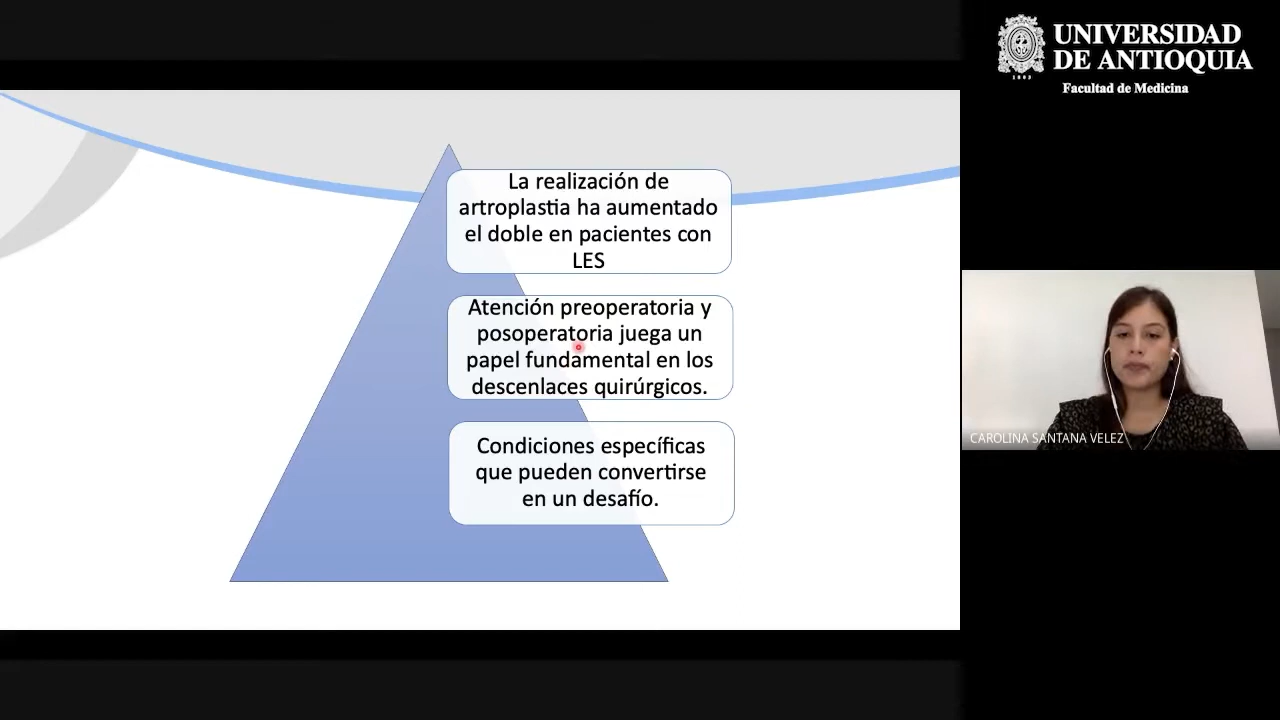 UNIVERSIDAD
DE ANTIOQUIA
1803
Facultad de Medicina
La realización de
artroplastia ha aumentado
el doble en pacientes con
LES
Atención preoperatoria y
posoperatoria juega un
papel fundamental en los
descenlaces quirúrgicos.
Condiciones específicas
que pueden convertirse
en un desafío.
CAROLINA SANTANA VELEZ